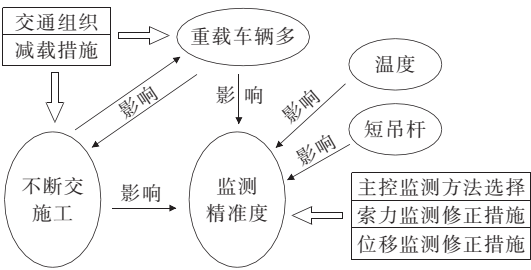 交通组织
减载措施
重载车辆多
温度
短吊杆
影响
影响
影响
影响
影响
不断交
施工
监测
精准度
主控监测方法选择
索力监测修正措施
位移监测修正措施